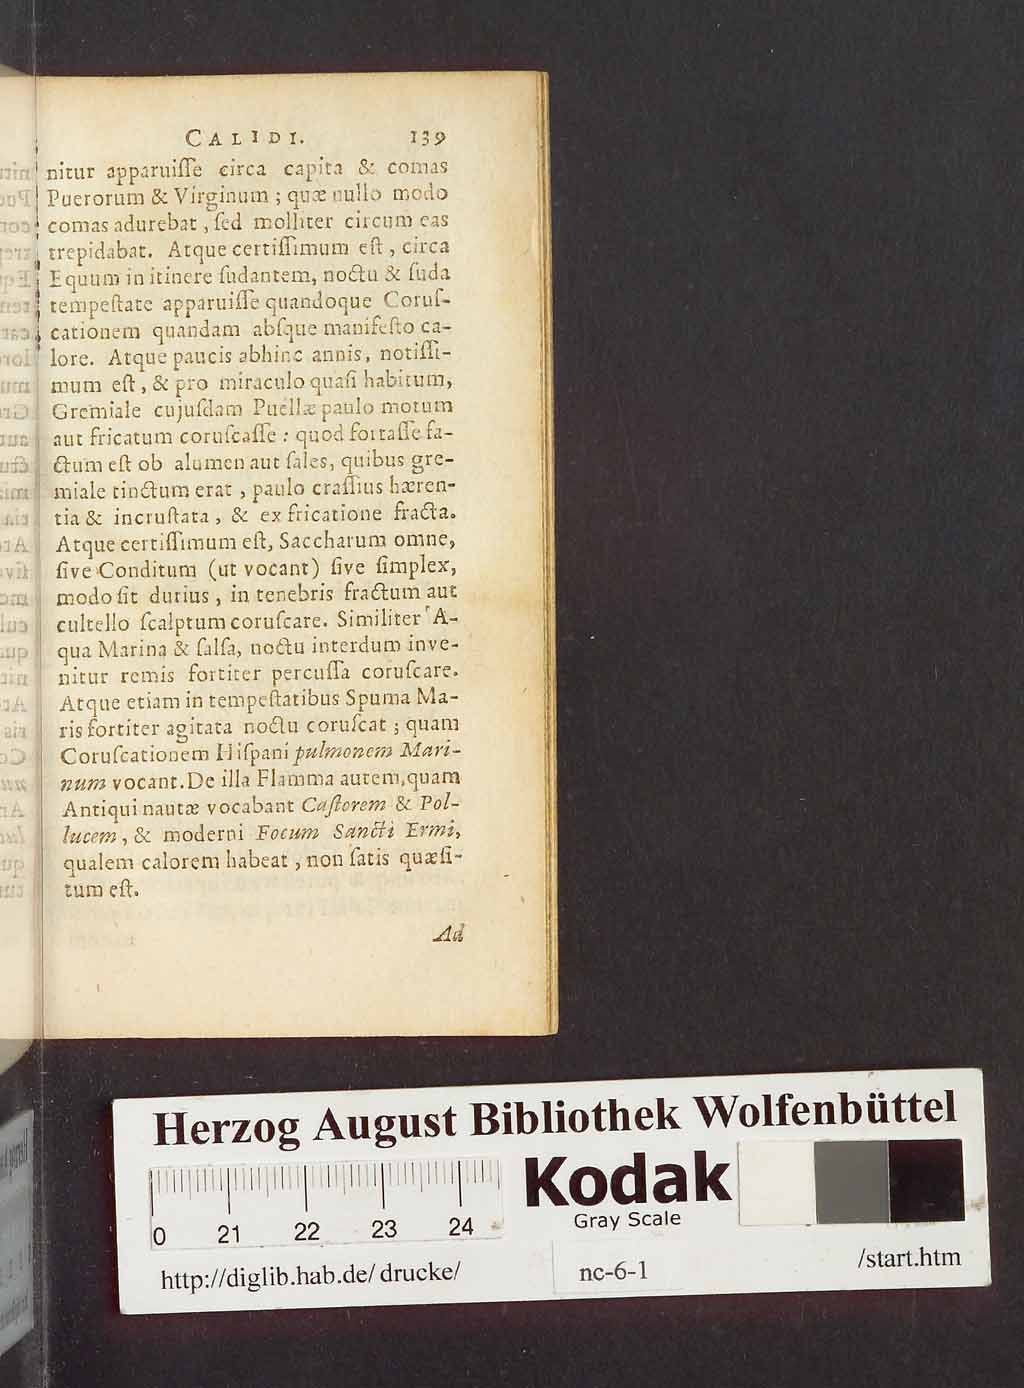 CALIDI. 139
nitur apparuiſſe circa capita & comas
Puerorum & Virginum ; quæ nullo modo
comas adurebat , ſed molliter circum eas
trepidabat. Atque certiſſimum eſt , circa
Equum in itinere ſudantem, noctu & ſuda
tempeſtate apparuiſſe quandoque Coruſ-
cationem quandam abſque manifeſto ca-
lore. Atque paucis abhinc annis, notiſſi-
mum eſt , & pro miraculo quaſi habitum,
Gremiale cujuſdam Puellæ paulo motum
aut fricatum coruſcaſſe : quod fortaſſe fa-
ctum eſt ob alumen aut ſales, quibus gre-
miale tinctum erat , paulo craſſius hæren-
tia & incruſtata , & ex fricatione fracta.
Atque certiſſimum eſt, Saccharum omne,
ſive Conditum (ut vocant) ſive ſimplex,
modo ſit durius , in tenebris fractum aut
cultello ſcalptum coruſcare. Similiter A-
qua Marina & ſalſa, noctu interdum inve-
nitur remis fortiter percuſſa coruſcare.
Atque etiam in tempeſtatibus Spuma Ma-
ris fortiter agitata noctu coruſcat ; quam
Coruſcationem Hiſpani pulmonem Mari-
num vocant. De illa Flamma autem, quam
Antiqui nautæ vocabant Caſtorem & Pol-
lucem , & moderni Focum Sancti Ermi,
qualem calorem habeat , non ſatis quæſi-
tum eſt.
Ad
Herzog August Bibliothek Wolfenbüttel
Kodak
Gray Scale
0 21 22 23 24
http://diglib.hab.de/drucke/ nc-6-1 /start.htm